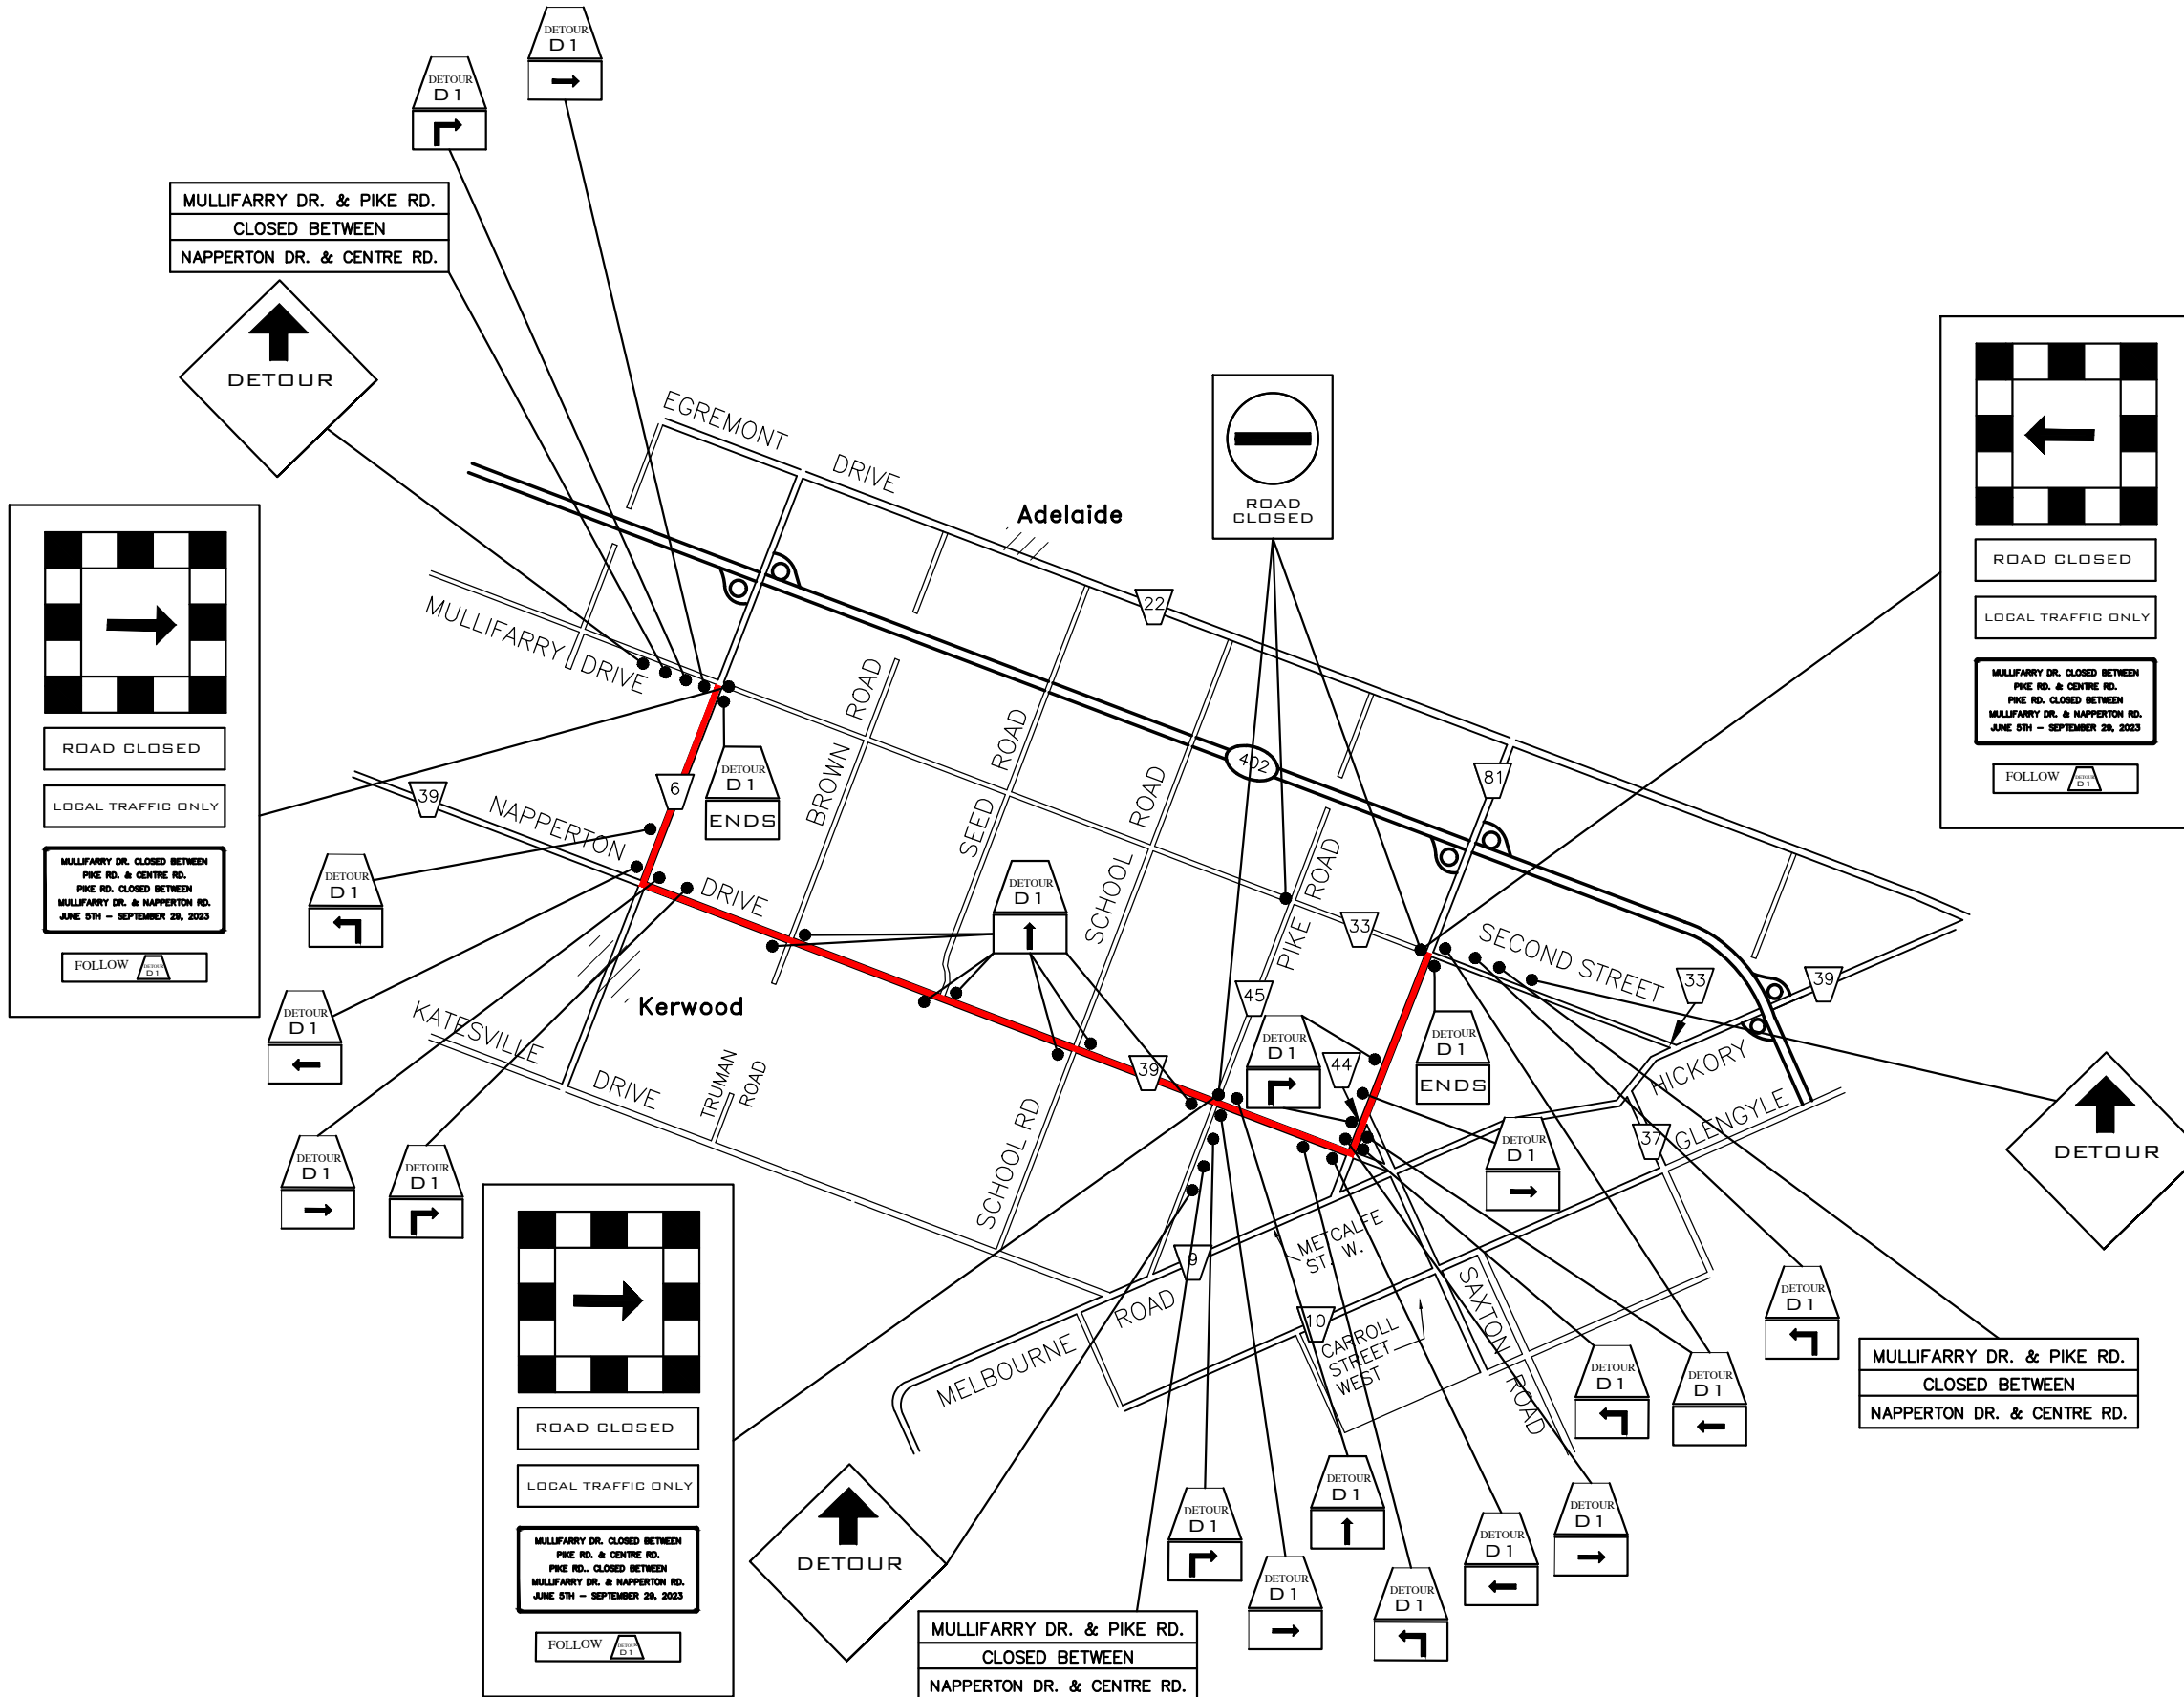 DETOUR
D1
DETOUR
D1
MULLIFARRY DR. & PIKE RD.
CLOSED BETWEEN
NAPPERTON DR. & CENTRE RD.
DETOUR
EGREMONT
DRIVE
Adelaide
ROAD
CLOSED
ROAD CLOSED
LOCAL TRAFFIC ONLY
MULLIFARRY DR. CLOSED BETWEEN
PIKE RD. & CENTRE RD.
PIKE RD. CLOSED BETWEEN
MULLIFARRY DR. & NAPPERTON RD.
JUNE 5TH – SEPTEMBER 29, 2023
FOLLOW
DETOUR
D1
ROAD CLOSED
LOCAL TRAFFIC ONLY
MULLIFARRY DR. CLOSED BETWEEN
PIKE RD. & CENTRE RD.
PIKE RD. CLOSED BETWEEN
MULLIFARRY DR. & NAPPERTON RD.
JUNE 5TH – SEPTEMBER 29, 2023
FOLLOW
DETOUR
D1
MULLIFARRY
DRIVE
22
402
81
6
39
NAPPERTON
DRIVE
DETOUR
D1
ENDS
BROWN
ROAD
SEED
ROAD
SCHOOL
ROAD
PIKE
ROAD
33
SECOND STREET
33
39
DETOUR
D1
DETOUR
D1
DETOUR
D1
Kerwood
KATESVILLE
DRIVE
TRUMAN
ROAD
SCHOOL RD
45
39
DETOUR
D1
44
DETOUR
D1
ENDS
HICKORY
GLENGYLE
37
DETOUR
DETOUR
D1
DETOUR
D1
DETOUR
D1
METCALFE
ST. W.
9
10
CARROLL
STREET
WEST
SAXTON
ROAD
MELBOURNE
ROAD
DETOUR
D1
MULLIFARRY DR. & PIKE RD.
CLOSED BETWEEN
NAPPERTON DR. & CENTRE RD.
DETOUR
D1
DETOUR
D1
ROAD CLOSED
LOCAL TRAFFIC ONLY
MULLIFARRY DR. CLOSED BETWEEN
PIKE RD. & CENTRE RD.
PIKE RD.. CLOSED BETWEEN
MULLIFARRY DR. & NAPPERTON RD.
JUNE 5TH – SEPTEMBER 29, 2023
FOLLOW
DETOUR
D1
DETOUR
DETOUR
D1
DETOUR
D1
DETOUR
D1
DETOUR
D1
DETOUR
D1
DETOUR
D1
MULLIFARRY DR. & PIKE RD.
CLOSED BETWEEN
NAPPERTON DR. & CENTRE RD.